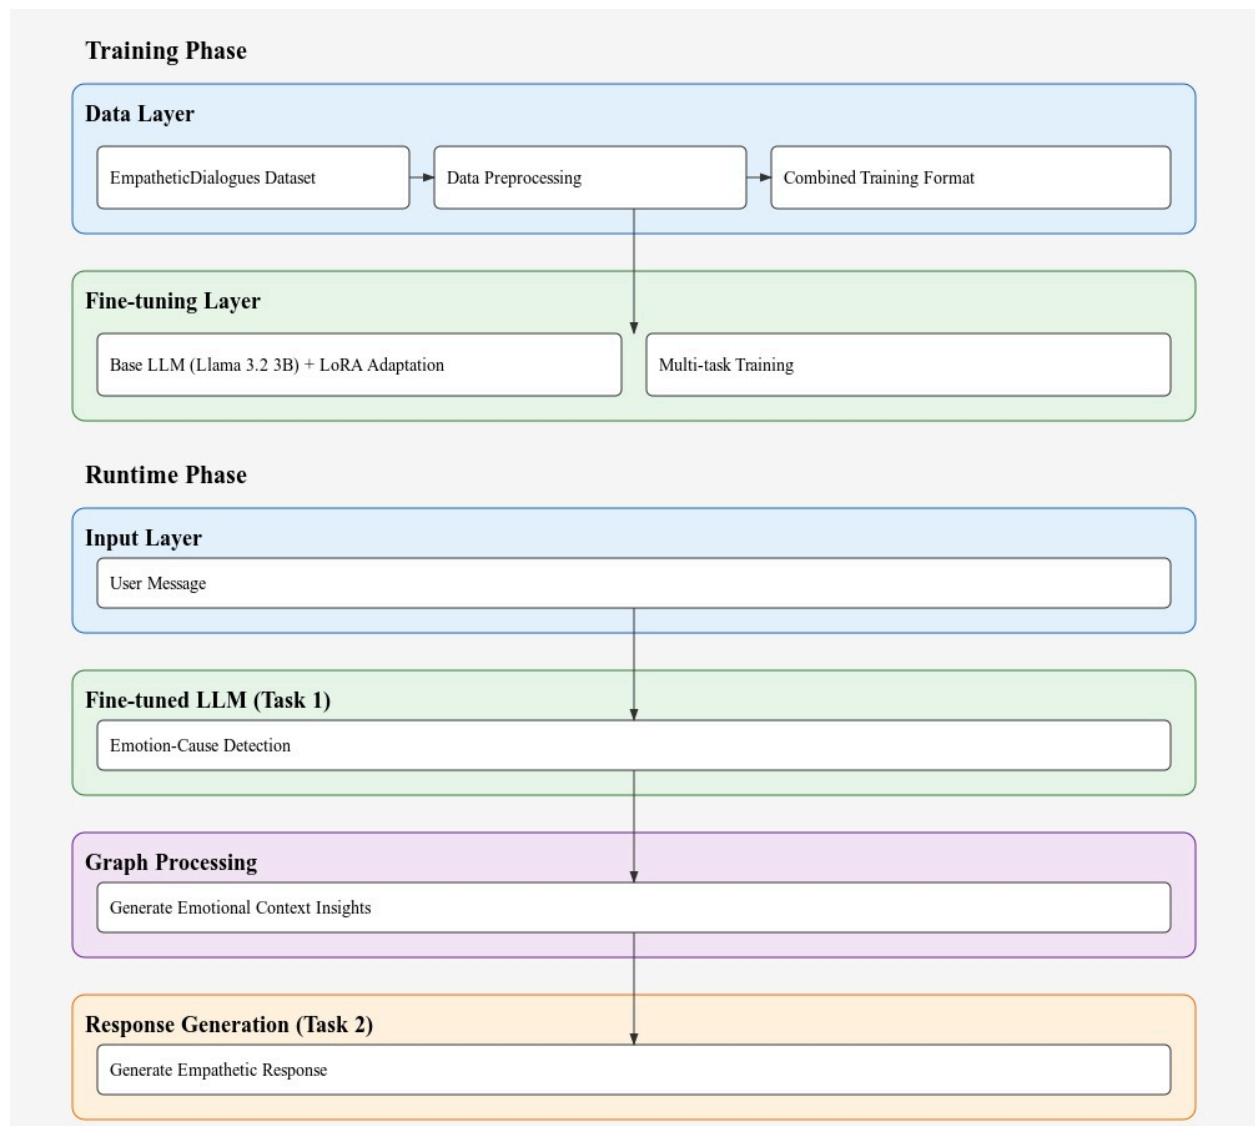 Training Phase
Data Layer
EmpatheticDialogues Dataset
Data Preprocessing
Combined Training Format
Fine-tuning Layer
Base LLM (Llama 3.2 3B) + LoRA Adaptation
Multi-task Training
Runtime Phase
Input Layer
User Message
Fine-tuned LLM (Task 1)
Emotion-Cause Detection
Graph Processing
Generate Emotional Context Insights
Response Generation (Task 2)
Generate Empathetic Response